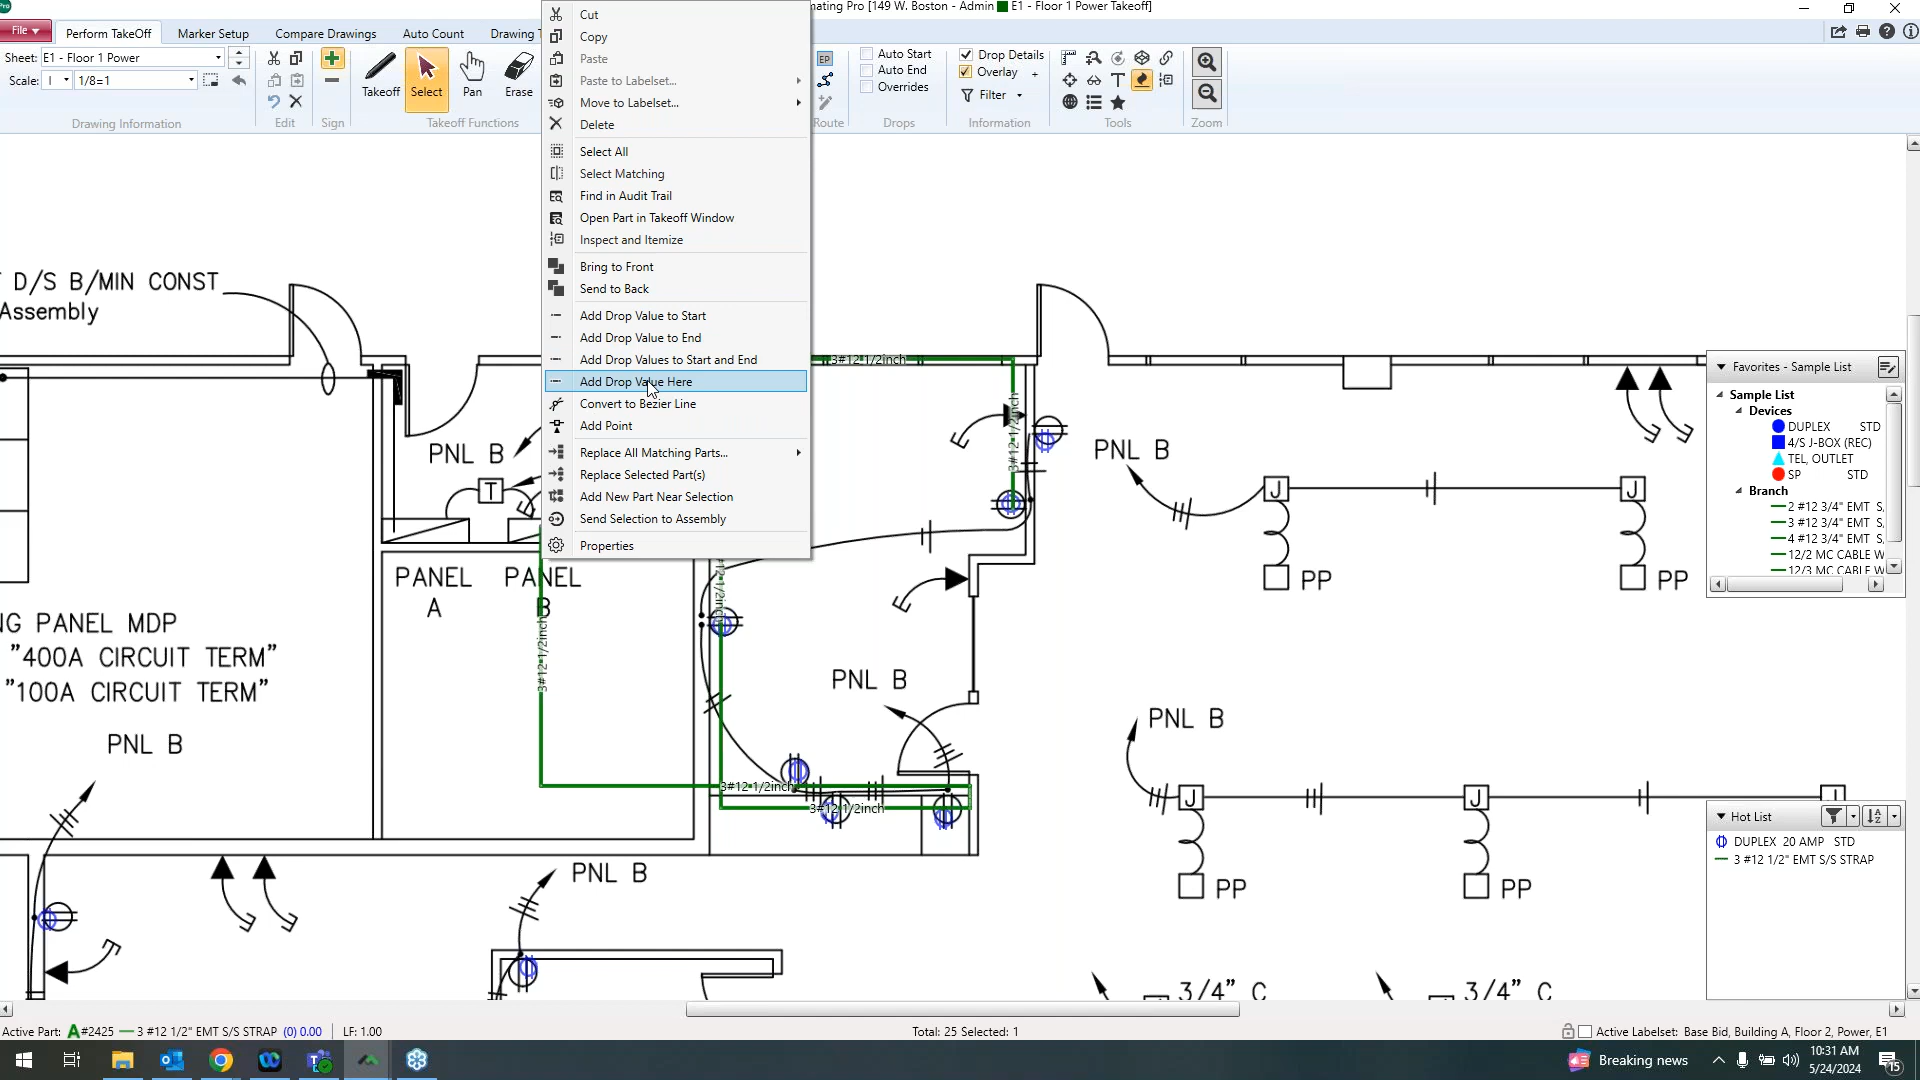 Pro
mating Pro [149 W. Boston - Admin E1 - Floor 1 Power Takeoff]
File
Perform TakeOff
Marker Setup
Compare Drawings
Auto Count
Drawing T
Sheet: E1 - Floor 1 Power
Scale: I 1/8=1
Drawing Information
Edit
Sign
Takeoff
Select
Pan
Erase
Takeoff Functions
EP
Route
Auto Start
Auto End
Overrides
Drops
Drop Details
Overlay +
Filter
Information
Tools
Zoom
Cut
Copy
Paste
Paste to Labelset...
Move to Labelset...
Delete
Select All
Select Matching
Find in Audit Trail
Open Part in Takeoff Window
Inspect and Itemize
Bring to Front
Send to Back
Add Drop Value to Start
Add Drop Value to End
Add Drop Values to Start and End
Add Drop Value Here
Convert to Bezier Line
Add Point
Replace All Matching Parts...
Replace Selected Part(s)
Add New Part Near Selection
Send Selection to Assembly
Properties
D/S B/MIN CONST
Assembly
PNL B
T
PANEL A
PANEL B
NG PANEL MDP
"400A CIRCUIT TERM"
"100A CIRCUIT TERM"
PNL B
3#12-1/2inch
3#12-1/2inch
3#12-1/2inch
3#12-1/2inch
3#12-1/2inch
PNL B
PNL B
PNL B
J
J
PP
PP
PNL B
J
J
J
PP
PP
3/4" C
3/4" C
Favorites - Sample List
Sample List
Devices
DUPLEX STD
4/S J-BOX (REC)
TEL, OUTLET
SP STD
Branch
2 #12 3/4" EMT S,
3 #12 3/4" EMT S,
4 #12 3/4" EMT S,
12/2 MC CABLE W
12/3 MC CABLE W
Hot List
DUPLEX 20 AMP STD
3 #12 1/2" EMT S/S STRAP
Active Part: A #2425 3 #12 1/2" EMT S/S STRAP (0) 0.00 LF: 1.00
Total: 25 Selected: 1
Active Labelset: Base Bid, Building A, Floor 2, Power, E1
Breaking news
10:31 AM
5/24/2024
15